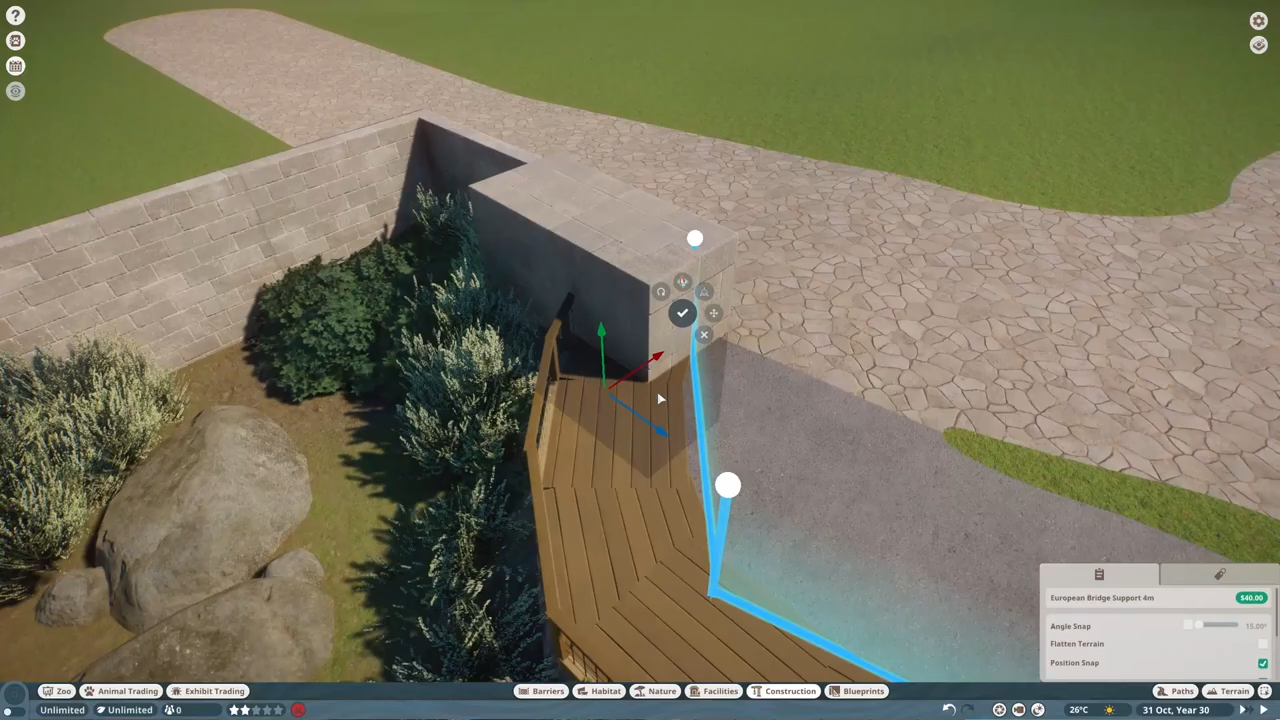 European Bridge Support 4m $40.00
Angle Snap 15.00°
Flatten Terrain
Position Snap
Zoo Animal Trading Exhibit Trading Barriers Habitat Nature Facilities Construction Blueprints Paths Terrain
Unlimited Unlimited 0 26°C 31 Oct, Year 30